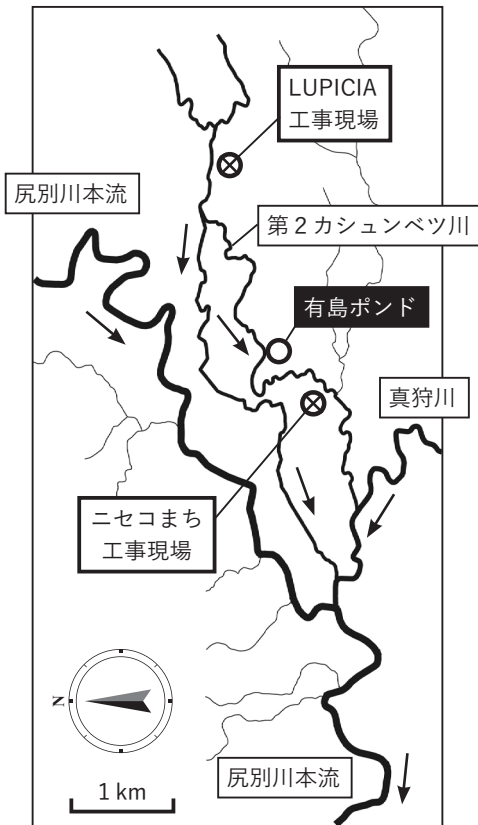 LUPICIA
工事現場
尻別川本流
第2カシュンベツ川
有島ポンド
真狩川
ニセコまち
工事現場
N
尻別川本流
1 km